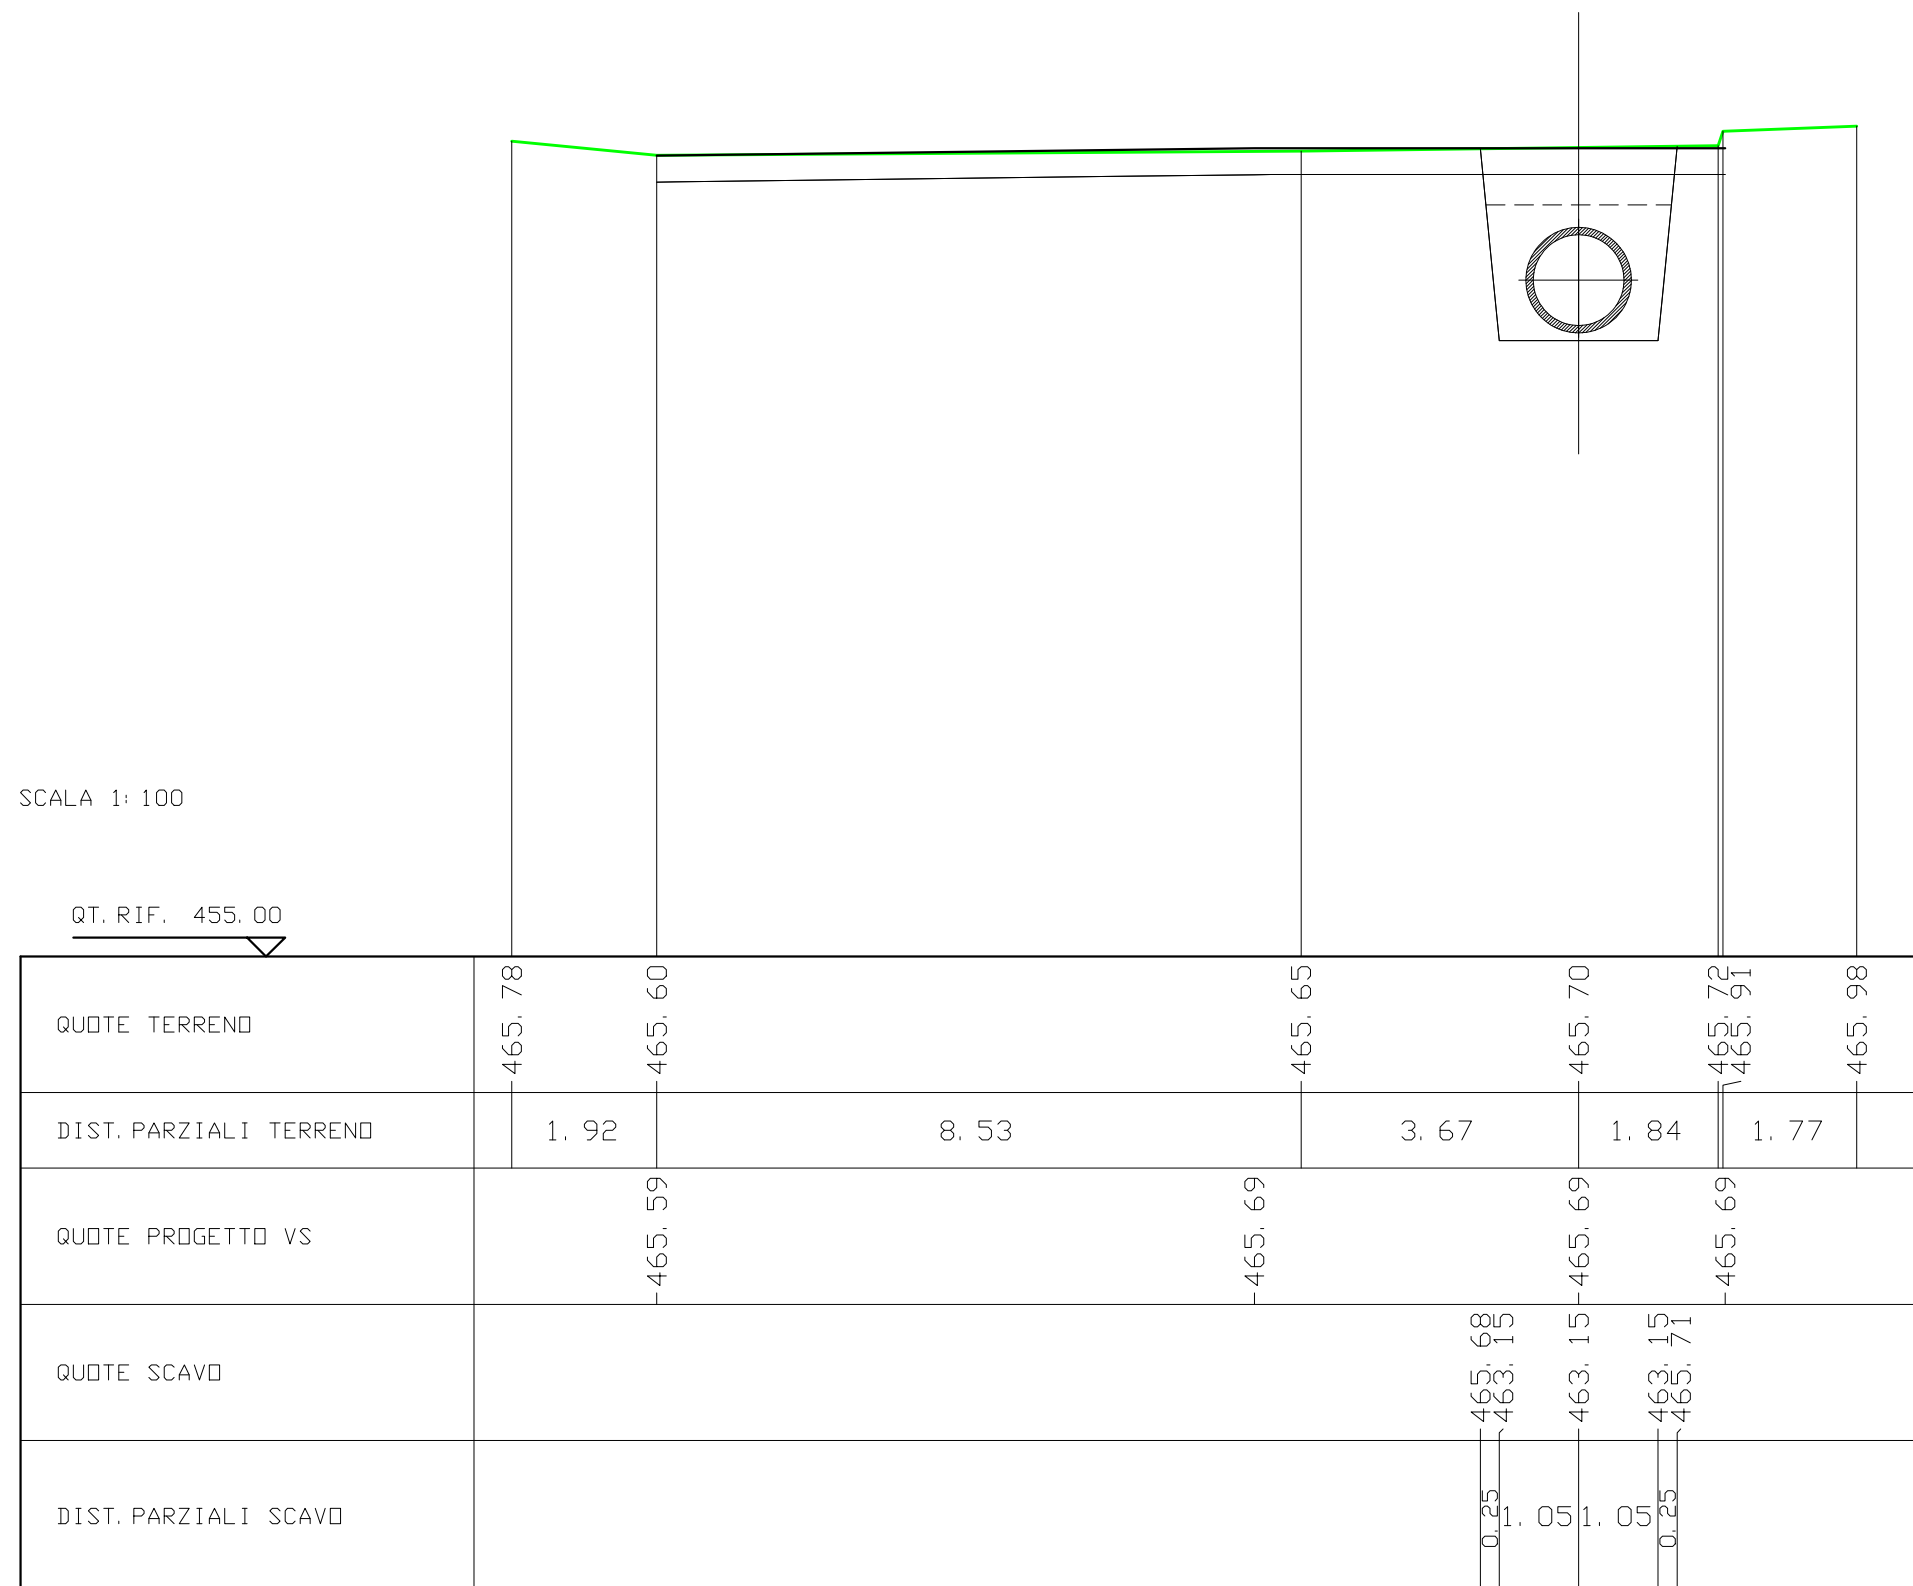 SCALA 1:100
QT.RIF. 455.00
QUOTE TERRENO
465.78 465.60 465.65 465.70 465.72 465.91 465.98
DIST.PARZIALI TERRENO
1.92 8.53 3.67 1.84 1.77
QUOTE PROGETTO VS
465.59 465.69 465.69 465.69
QUOTE SCAVO
465.68 463.15 463.15 463.15 465.71
DIST.PARZIALI SCAVO
0.25 1.05 1.05 0.25